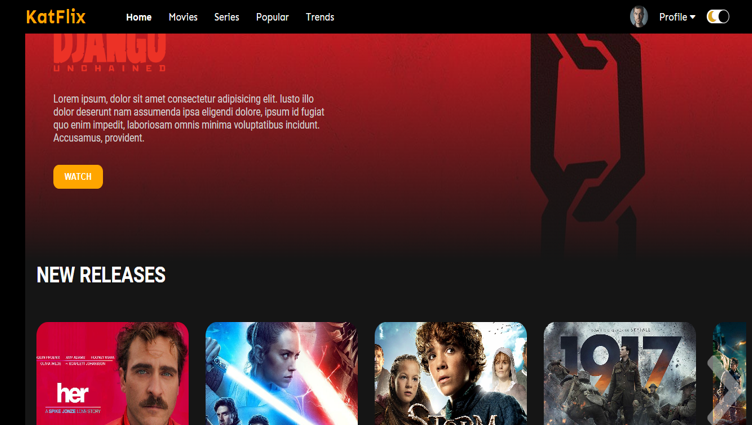 KatFlix
Home Movies Series Popular Trends
Profile
DJANGO
UNCHAINED
Lorem ipsum, dolor sit amet consectetur adipisicing elit. Iusto illo
dolor deserunt nam assumenda ipsa eligendi dolore, ipsum id fugiat
quo enim impedit, laboriosam omnis minima voluptatibus incidunt.
Accusamus, provident.
WATCH
NEW RELEASES
her
A SPIKE JONZE LOVE STORY
STORM
1917